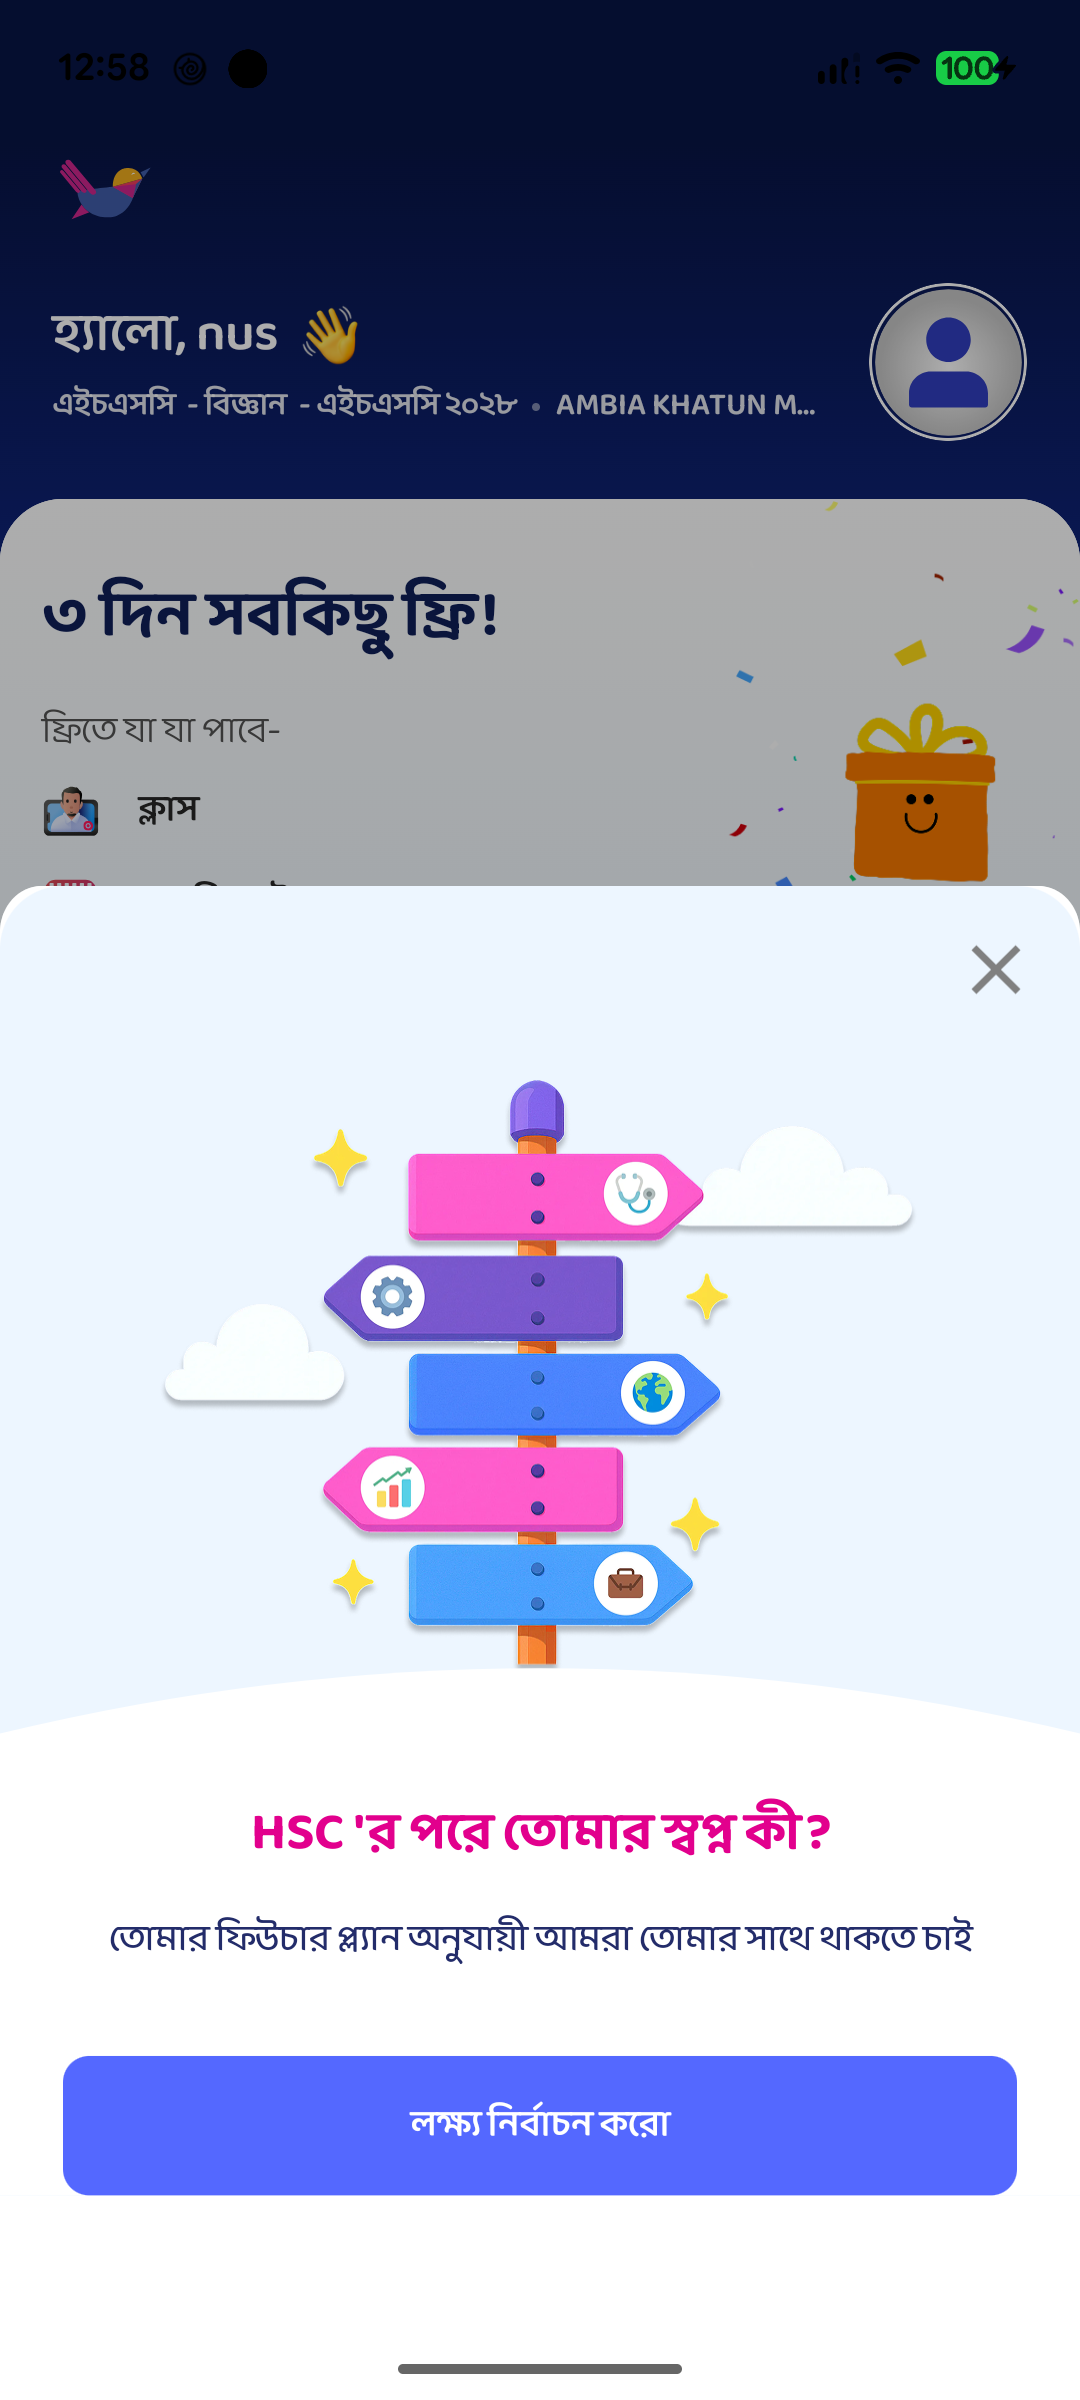 12:58
100
হ্যালো, nus 👋
এইচএসসি - বিজ্ঞান - এইচএসসি ২০২৮ • AMBIA KHATUN M...
৩ দিন সবকিছু ফ্রি!
ফ্রিতে যা যা পাবে-
ক্লাস
HSC 'র পরে তোমার স্বপ্ন কী?
তোমার ফিউচার প্ল্যান অনুযায়ী আমরা তোমার সাথে থাকতে চাই
লক্ষ্য নির্বাচন করো